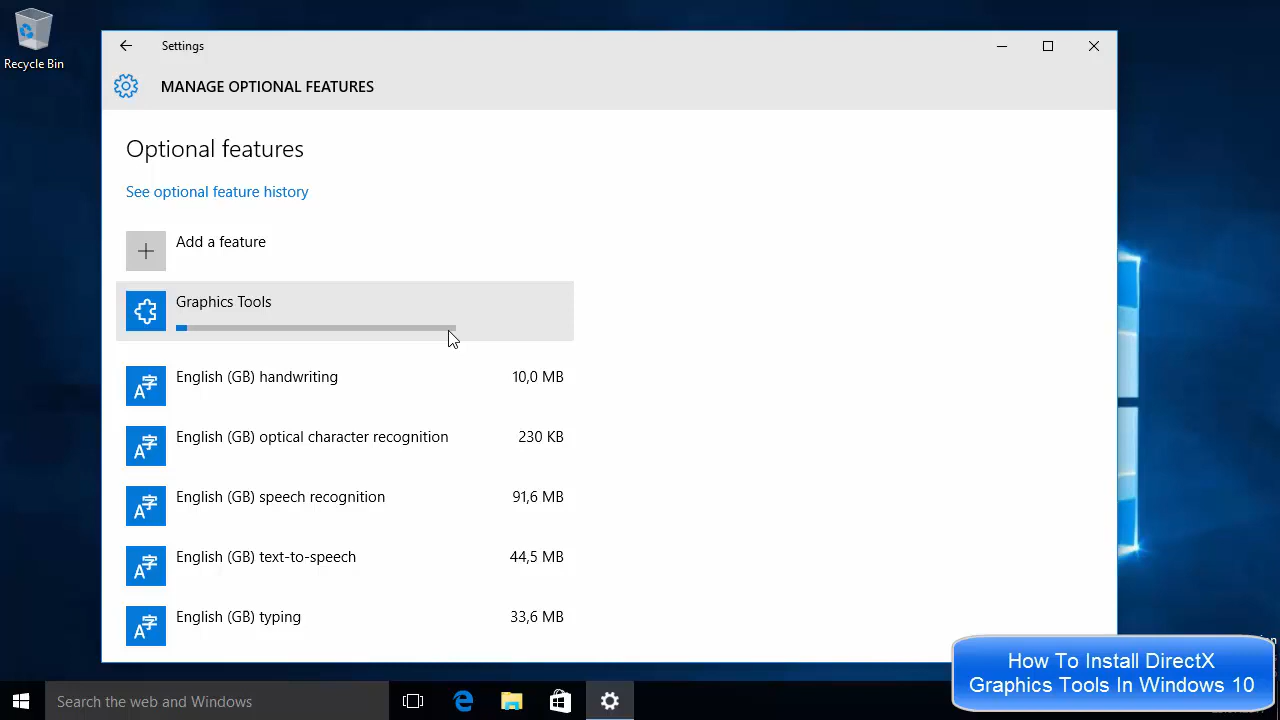 Recycle Bin
Settings
MANAGE OPTIONAL FEATURES
Optional features
See optional feature history
Add a feature
Graphics Tools
English (GB) handwriting 10,0 MB
English (GB) optical character recognition 230 KB
English (GB) speech recognition 91,6 MB
English (GB) text-to-speech 44,5 MB
English (GB) typing 33,6 MB
How To Install DirectX
Graphics Tools In Windows 10
Search the web and Windows